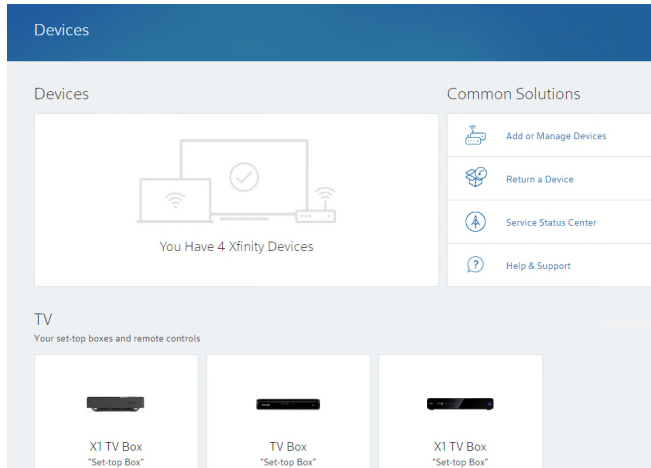 Devices
Devices
Common Solutions
Add or Manage Devices
Return a Device
Service Status Center
Help & Support
You Have 4 Xfinity Devices
TV
Your set-top boxes and remote controls
X1 TV Box
"Set-top Box"
TV Box
"Set-top Box"
X1 TV Box
"Set-top Box"